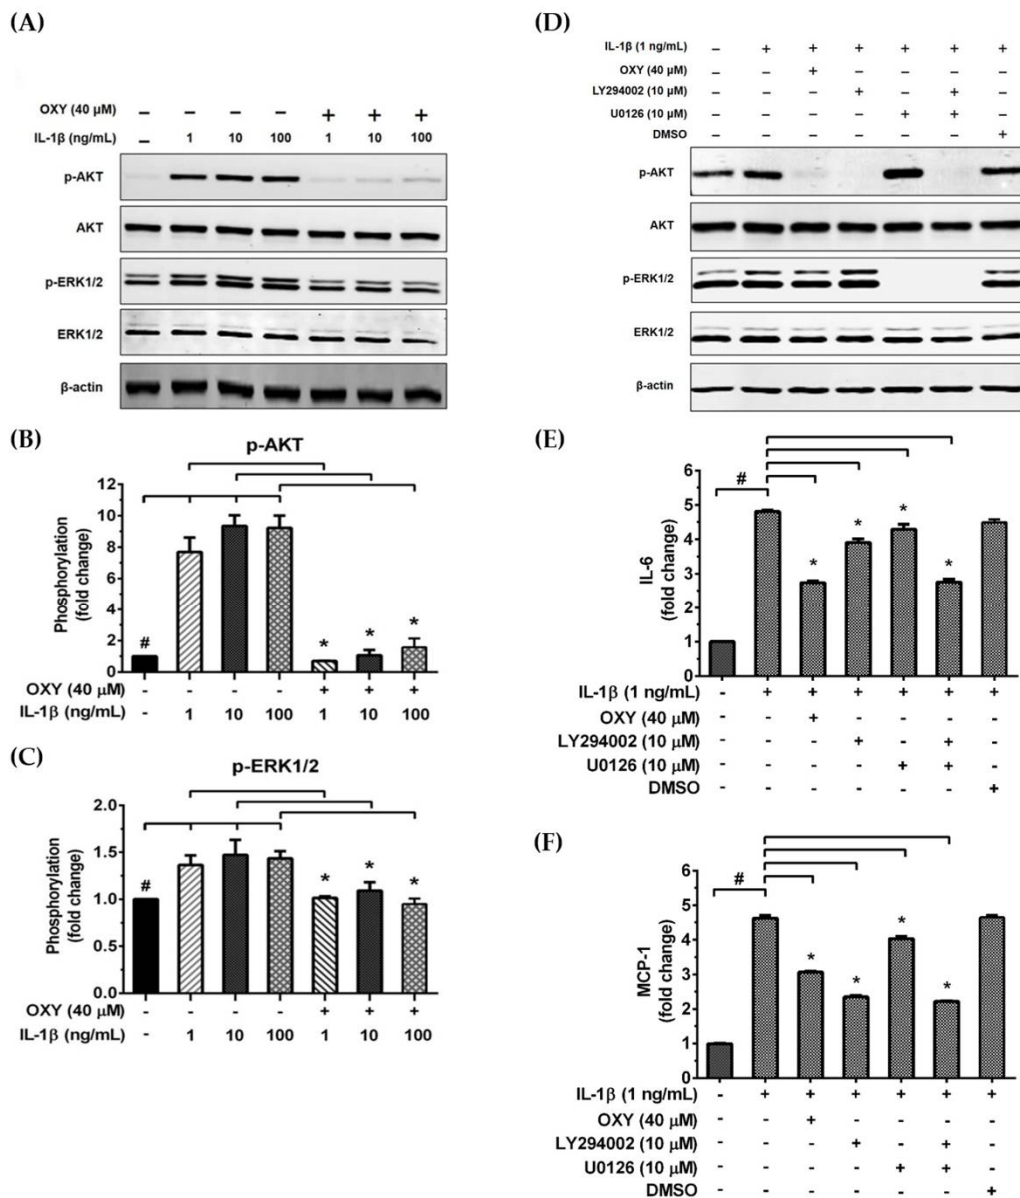 (A)
OXY (40 μM) – – – – + + +
IL-1β (ng/mL) – 1 10 100 1 10 100
p-AKT
AKT
p-ERK1/2
ERK1/2
β-actin
(B)
p-AKT
Phosphorylation
(fold change)
12
10
8
6
4
2
0
#
* * *
OXY (40 μM) - - - - + + +
IL-1β (ng/mL) - 1 10 100 1 10 100
(C)
p-ERK1/2
Phosphorylation
(fold change)
2.0
1.5
1.0
0.5
0.0
#
* * *
OXY (40 μM) - - - - + + +
IL-1β (ng/mL) - 1 10 100 1 10 100
(D)
IL-1β (1 ng/mL) – + + + + + +
OXY (40 μM) – – + – – – –
LY294002 (10 μM) – – – + – + –
U0126 (10 μM) – – – – + + –
DMSO – – – – – – +
p-AKT
AKT
p-ERK1/2
ERK1/2
β-actin
(E)
IL-6
(fold change)
6
5
4
3
2
1
0
#
* * * *
IL-1β (1 ng/mL) - + + + + + +
OXY (40 μM) - - + - - - -
LY294002 (10 μM) - - - + - + -
U0126 (10 μM) - - - - + + -
DMSO - - - - - - +
(F)
MCP-1
(fold change)
6
5
4
3
2
1
0
#
* * * *
IL-1β (1 ng/mL) - + + + + + +
OXY (40 μM) - - + - - - -
LY294002 (10 μM) - - - + - + -
U0126 (10 μM) - - - - + + -
DMSO - - - - - - +